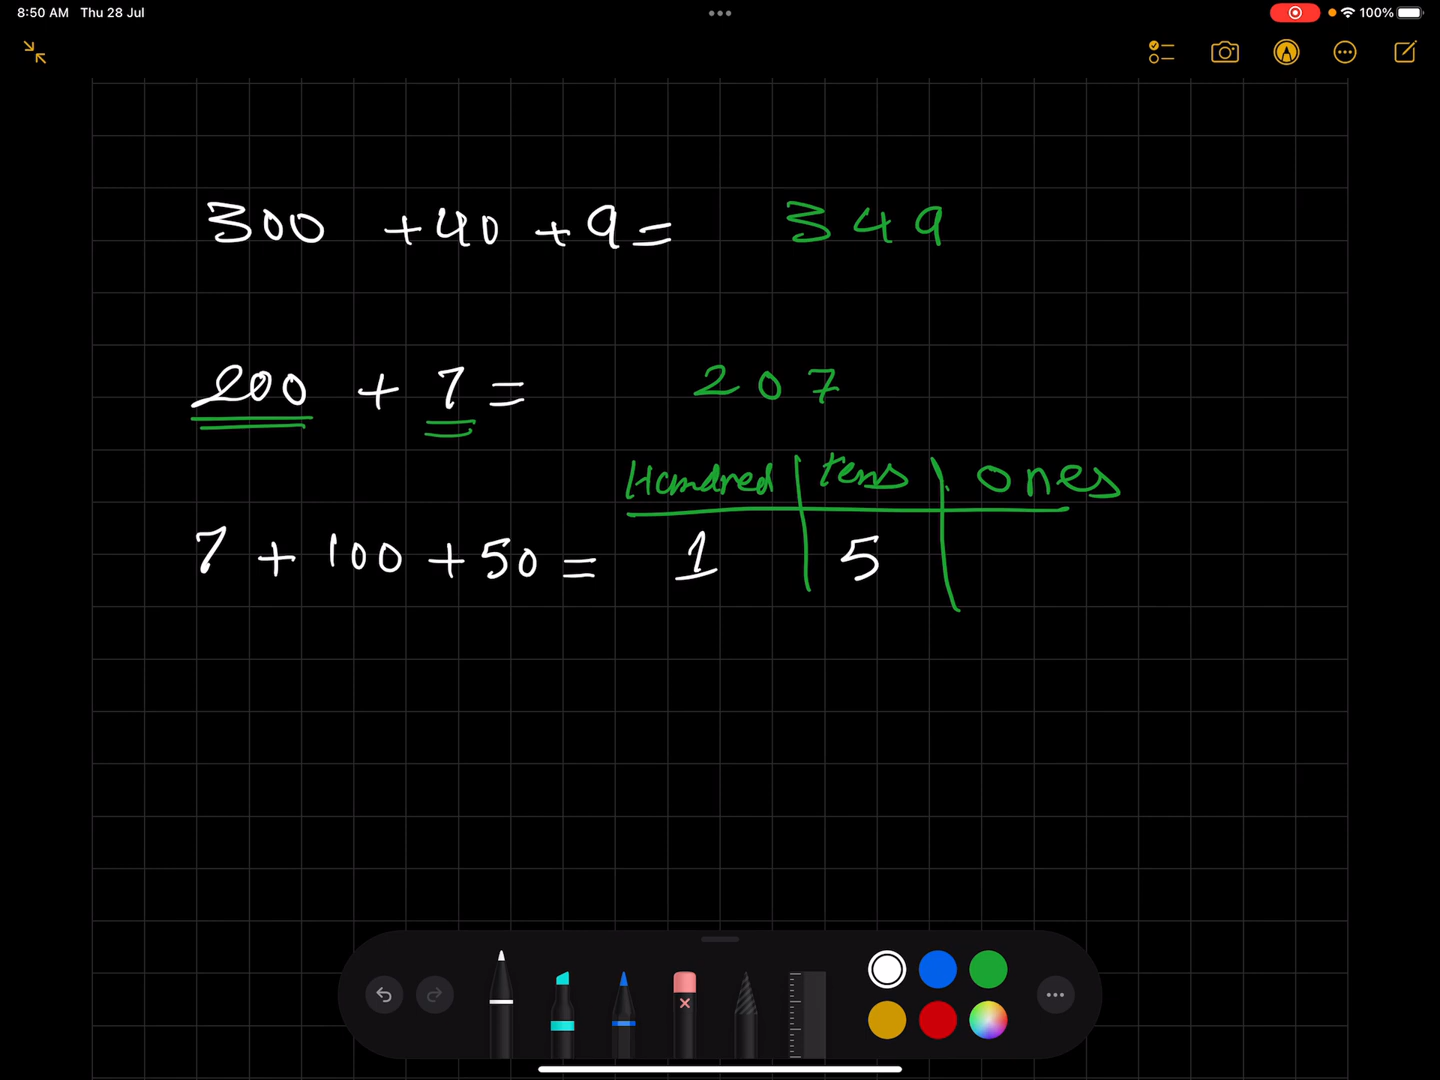 8:50 AM Thu 28 Jul
100%
300 +40 +9= 349
200 + 7 = 207
Hundred tens ones
7 + 100 + 50 = 1 5